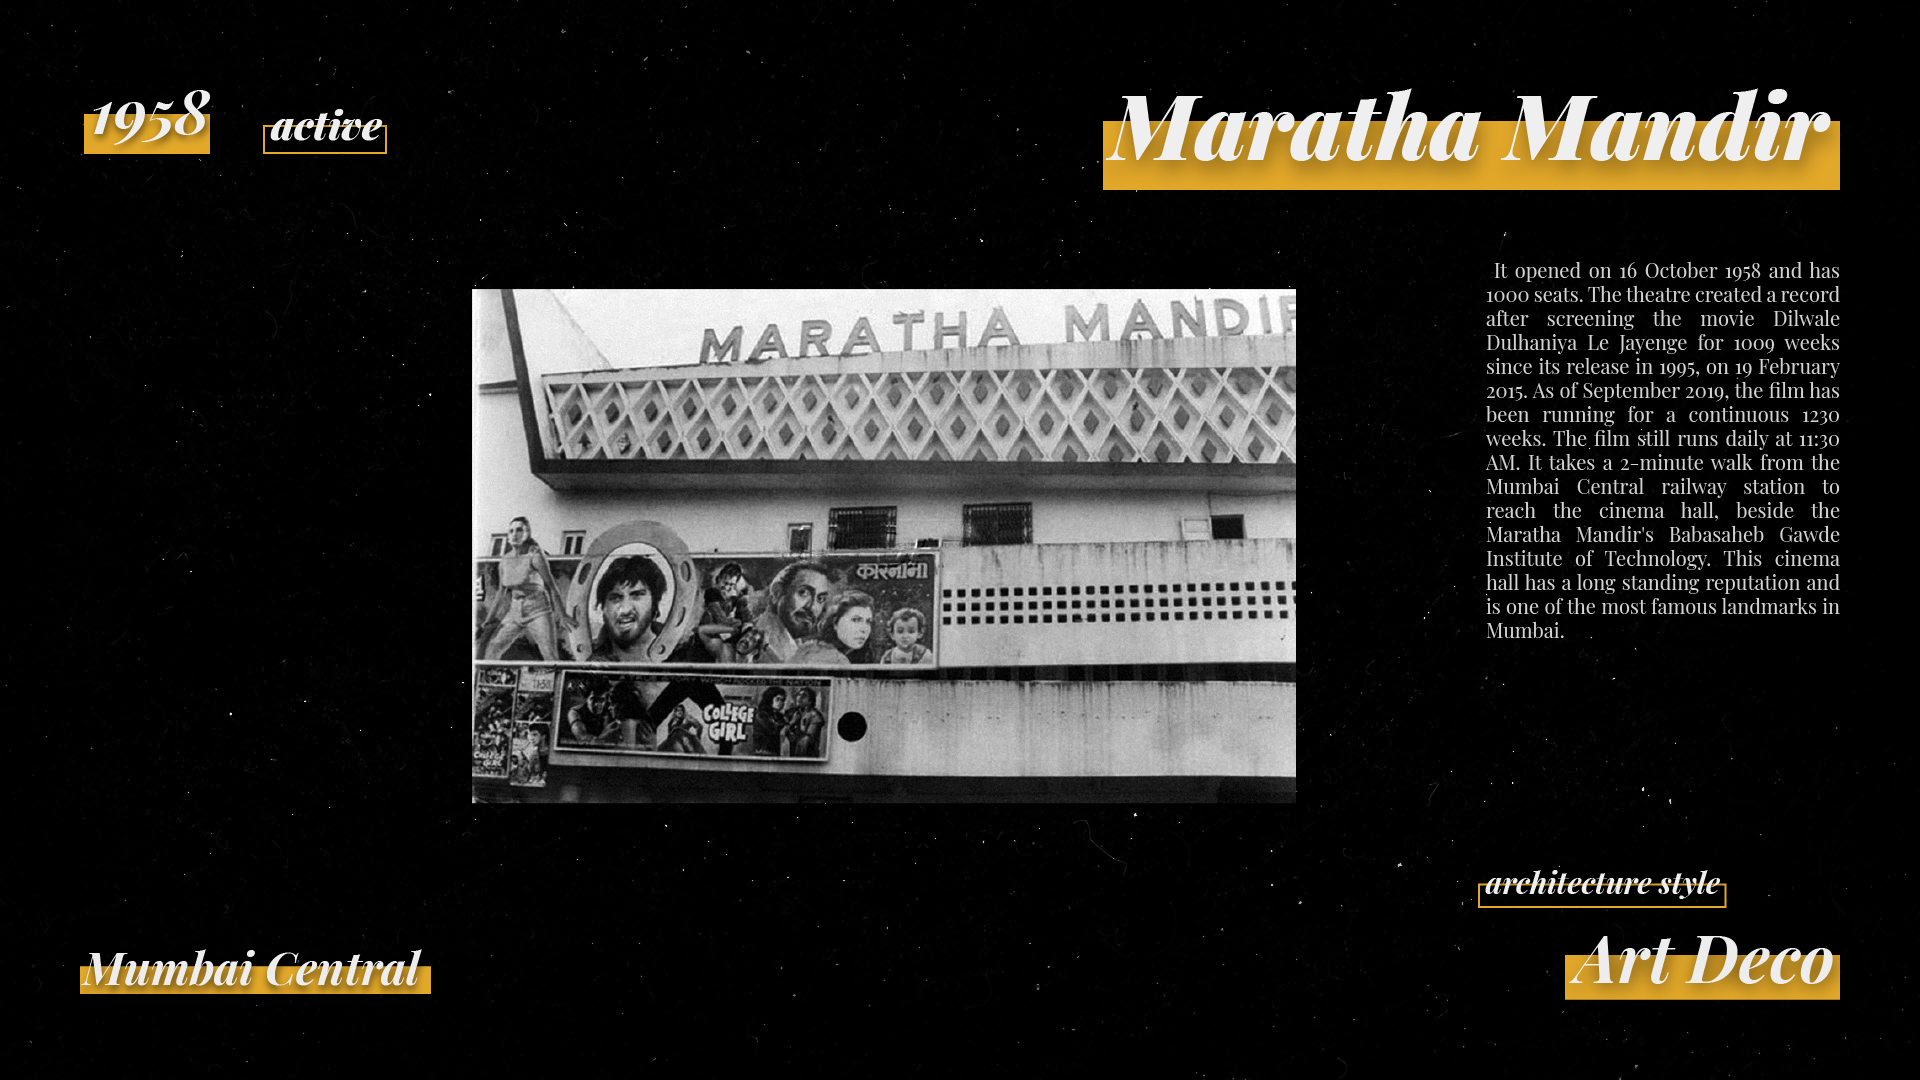 1958
active
Maratha Mandir
It opened on 16 October 1958 and has
1000 seats. The theatre created a record
after screening the movie Dilwale
Dulhaniya Le Jayenge for 1009 weeks
since its release in 1995, on 19 February
2015. As of September 2019, the film has
been running for a continuous 1230
weeks. The film still runs daily at 11:30
AM. It takes a 2-minute walk from the
Mumbai Central railway station to
reach the cinema hall, beside the
Maratha Mandir's Babasaheb Gawde
Institute of Technology. This cinema
hall has a long standing reputation and
is one of the most famous landmarks in
Mumbai.
MARATHA MANDIR
कारनामा
COLLEGE
GIRL
COLLEGE
GIRL
architecture style
Art Deco
Mumbai Central